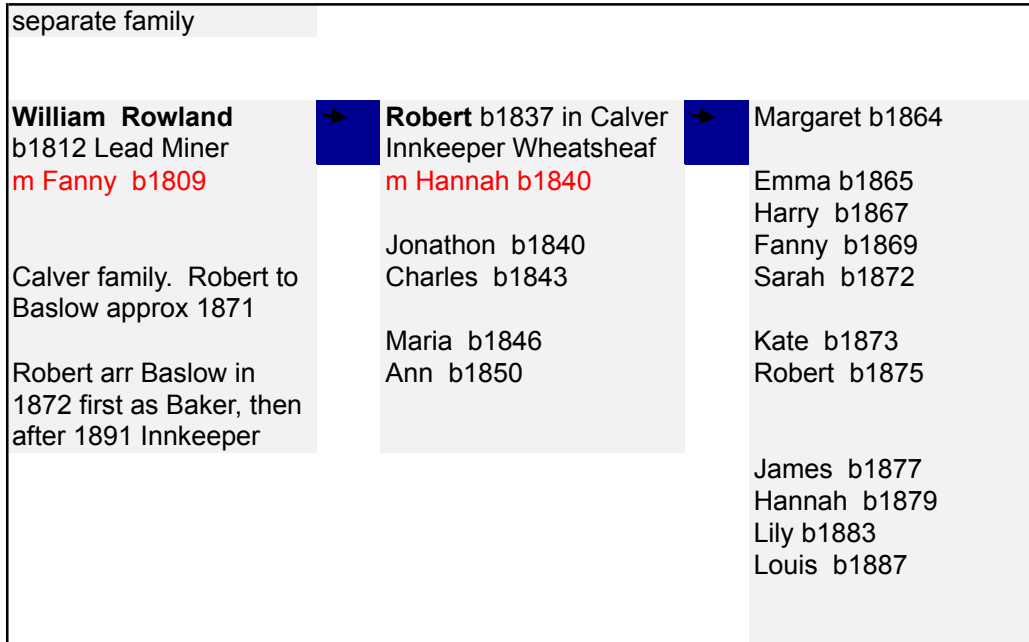 separate family
William  Rowland
b1812 Lead Miner
m Fanny  b1809
Calver family.  Robert to
Baslow approx 1871
Robert arr Baslow in
1872 first as Baker, then
after 1891 Innkeeper
Robert b1837 in Calver
Innkeeper Wheatsheaf
m Hannah b1840
Jonathon  b1840
Charles  b1843
Maria  b1846
Ann  b1850
Margaret b1864
Emma b1865
Harry  b1867
Fanny  b1869
Sarah  b1872
Kate  b1873
Robert  b1875
James  b1877
Hannah  b1879
Lily b1883
Louis  b1887